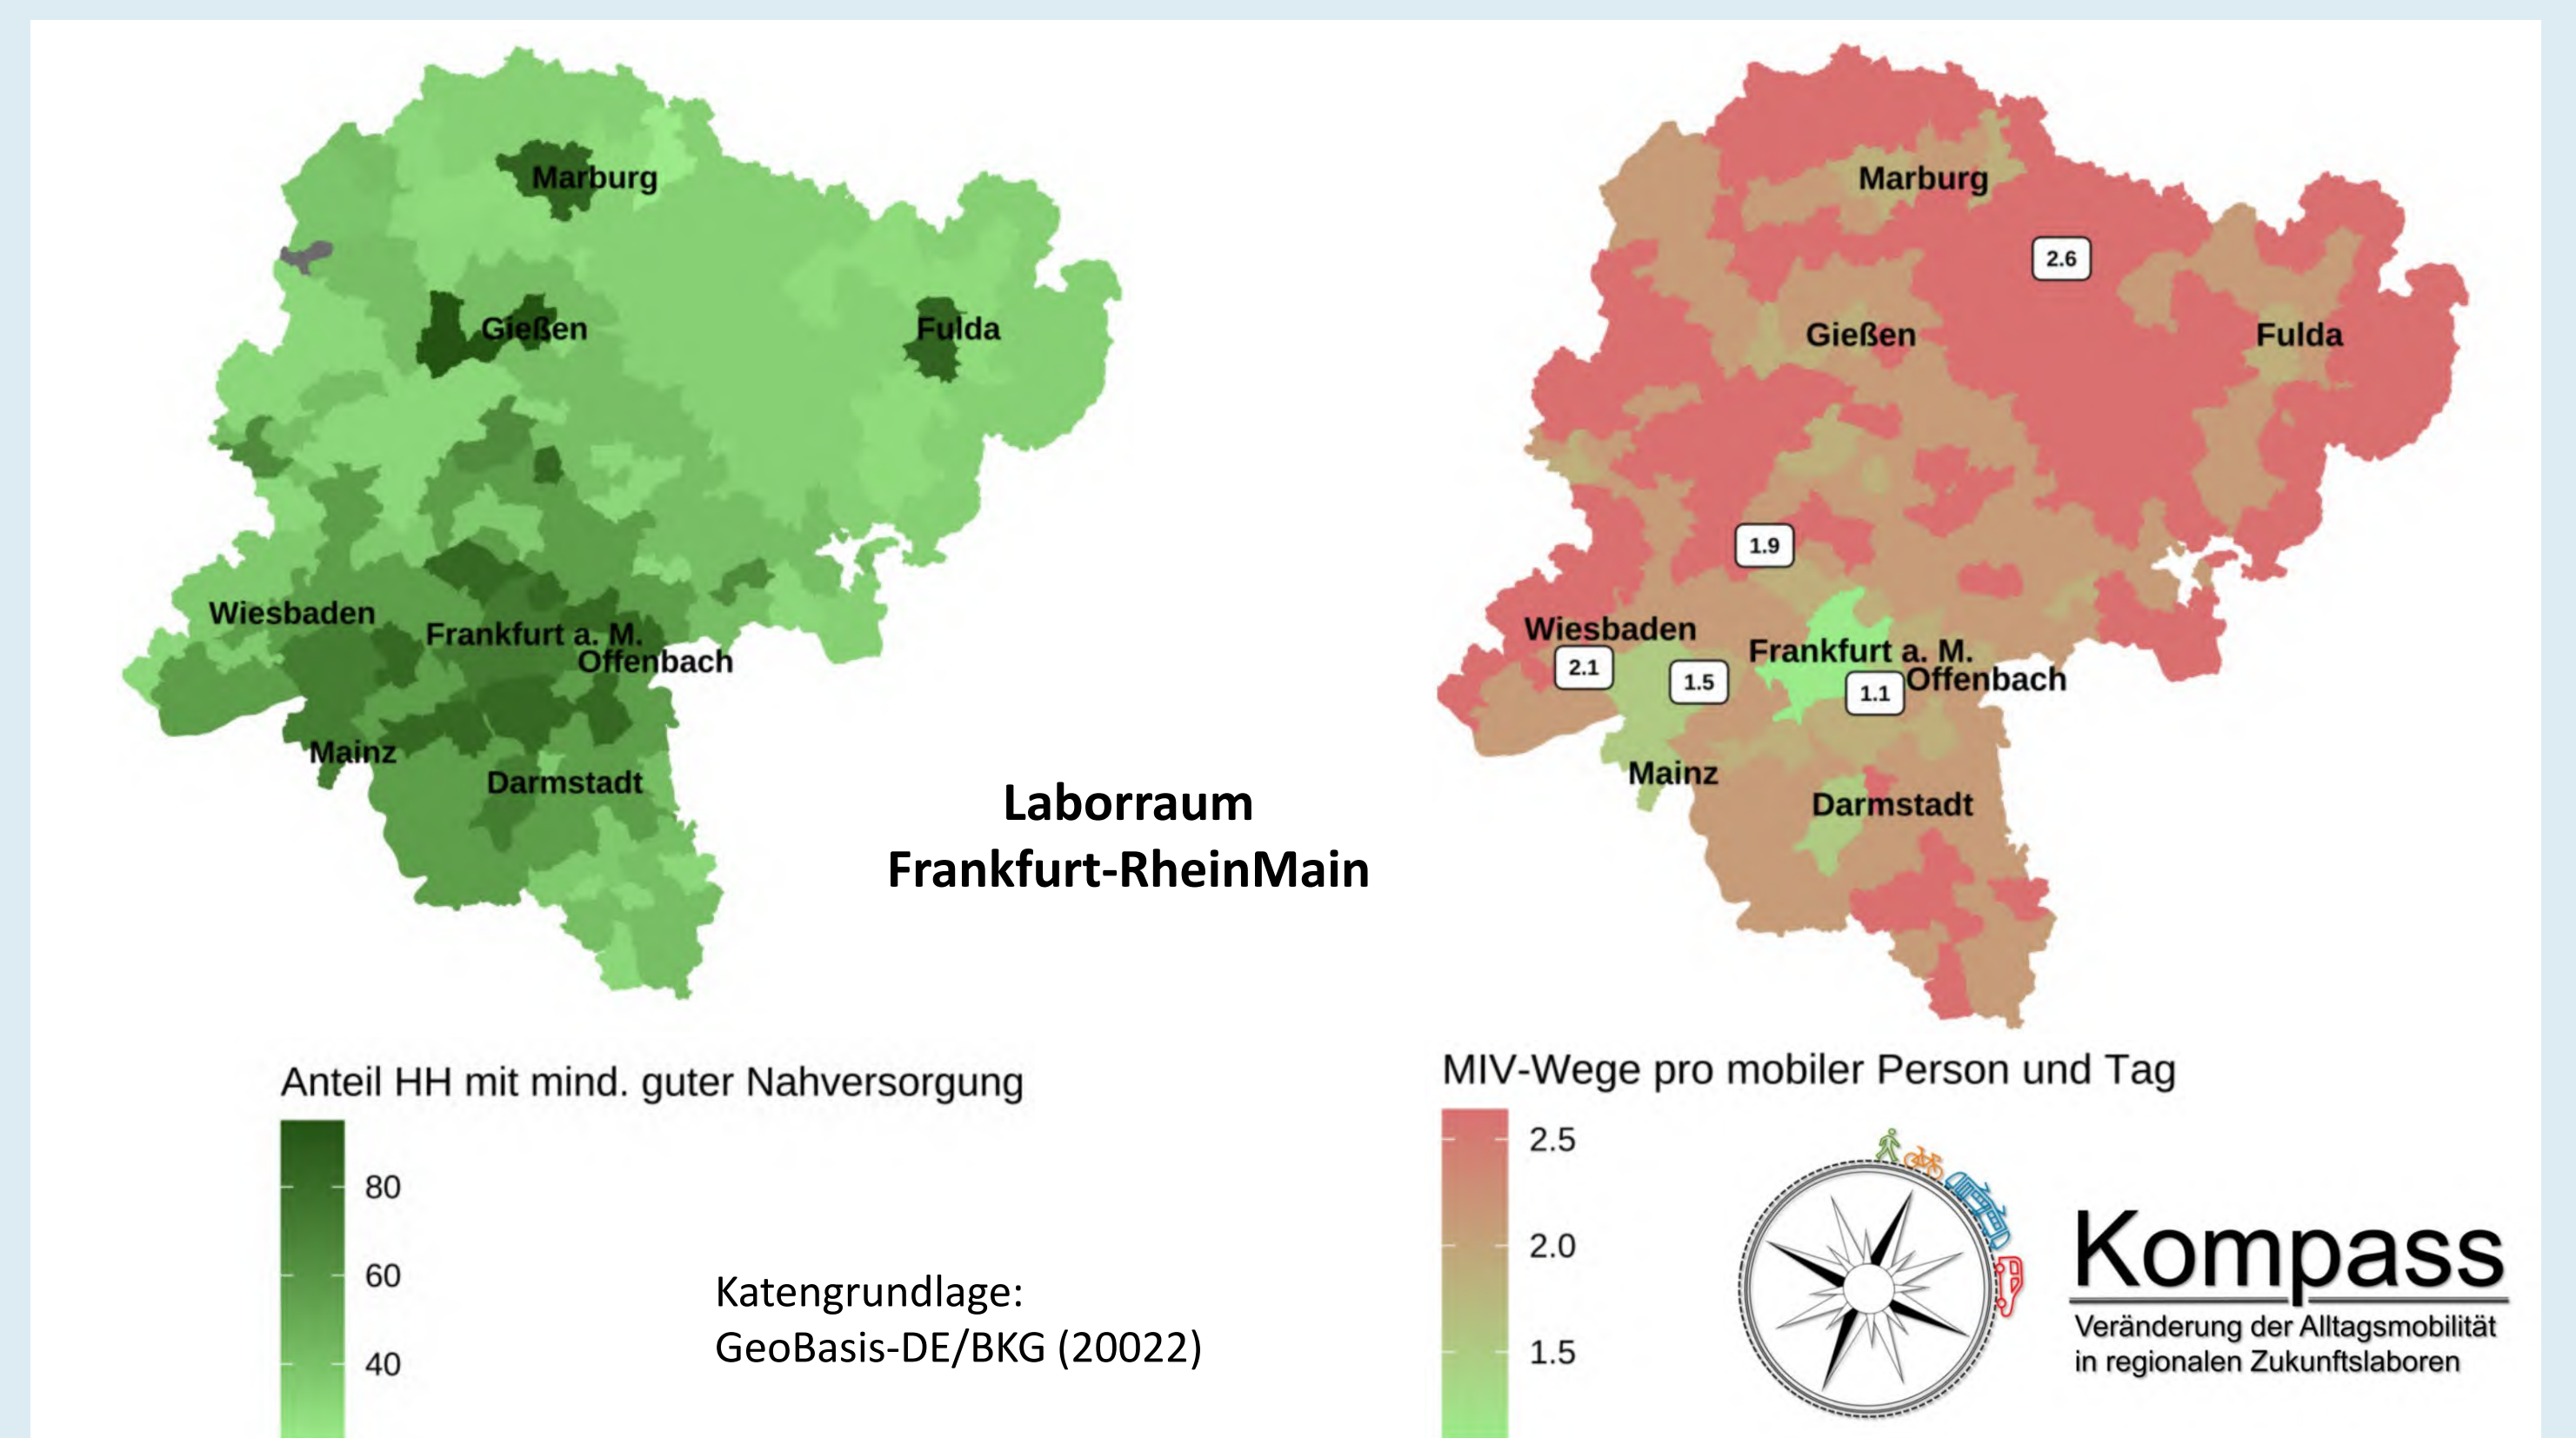 Marburg
Gießen
Fulda
Wiesbaden
Frankfurt a. M.
Offenbach
Mainz
Darmstadt
Marburg
2.6
Gießen
Fulda
1.9
Wiesbaden
2.1
1.5
Frankfurt a. M.
1.1
Offenbach
Mainz
Darmstadt
Laborraum
Frankfurt-RheinMain
Anteil HH mit mind. guter Nahversorgung
80
60
40
Katengrundlage:
GeoBasis-DE/BKG (20022)
MIV-Wege pro mobiler Person und Tag
2.5
2.0
1.5
Kompass
Veränderung der Alltagsmobilität
in regionalen Zukunftslaboren